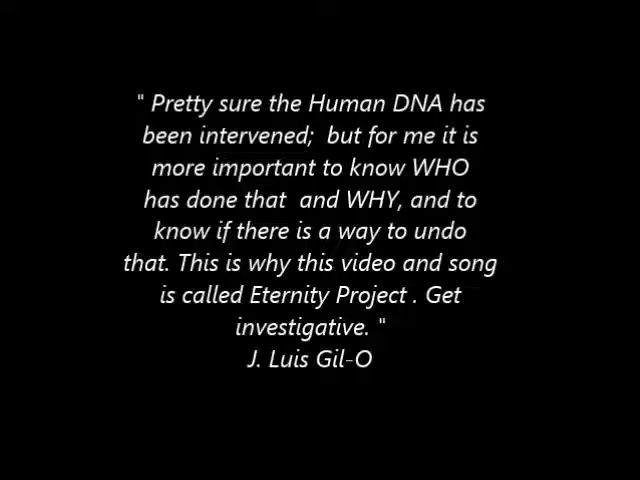 " Pretty sure the Human DNA has
been intervened;  but for me it is
more important to know WHO
has done that  and WHY, and to
know if there is a way to undo
that. This is why this video and song
is called Eternity Project . Get
investigative. "
J. Luis Gil-O